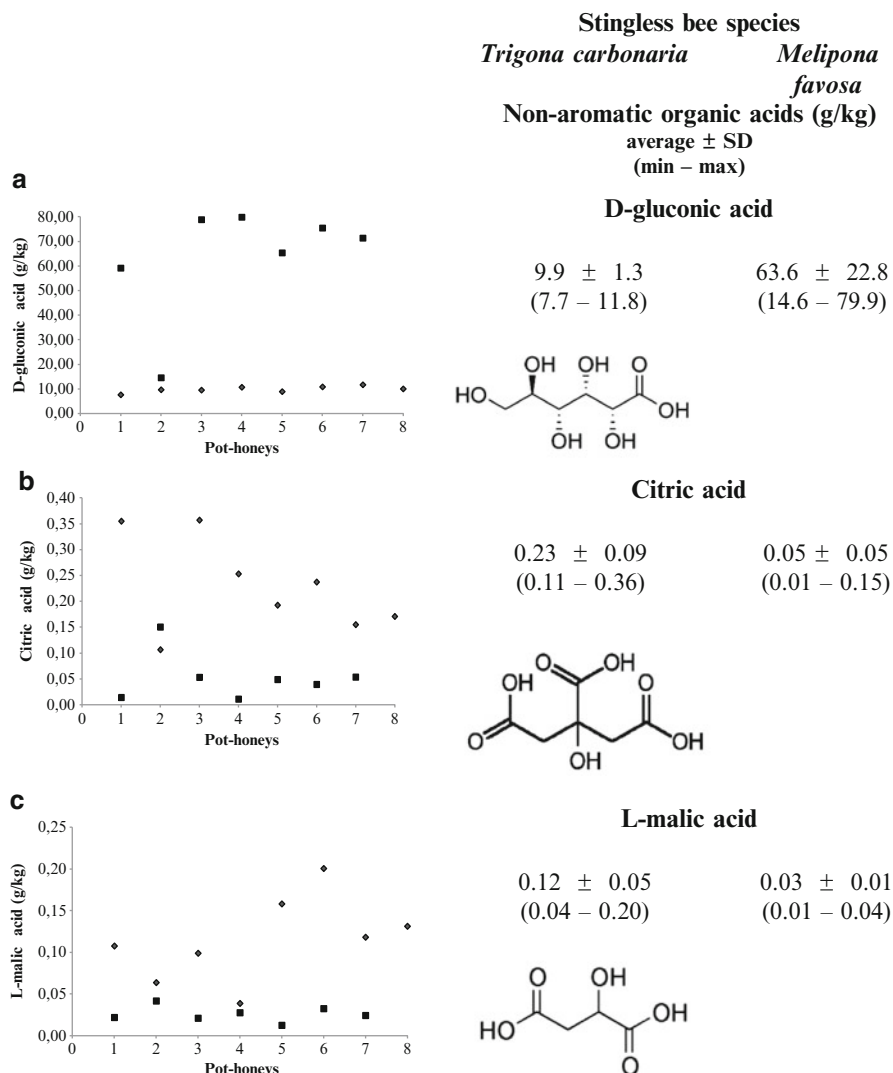 Stingless bee species
Trigona carbonaria Melipona
favosa
Non-aromatic organic acids (g/kg)
average ± SD
(min – max)
a
D-gluconic acid
D-gluconic acid (g/kg)
80,00
70,00
60,00
50,00
40,00
30,00
20,00
10,00
0,00
0 1 2 3 4 5 6 7 8
Pot-honeys
9.9 ± 1.3 63.6 ± 22.8
(7.7 – 11.8) (14.6 – 79.9)
OH OH O
HO OH
OH OH
b
Citric acid
Citric acid (g/kg)
0,40
0,35
0,30
0,25
0,20
0,15
0,10
0,05
0,00
0 1 2 3 4 5 6 7 8
Pot-honeys
0.23 ± 0.09 0.05 ± 0.05
(0.11 – 0.36) (0.01 – 0.15)
O OH
OH O
O OH
OH
c
L-malic acid
L-malic acid (g/kg)
0,25
0,20
0,15
0,10
0,05
0,00
0 1 2 3 4 5 6 7 8
Pot-honeys
0.12 ± 0.05 0.03 ± 0.01
(0.04 – 0.20) (0.01 – 0.04)
O OH
HO OH
O